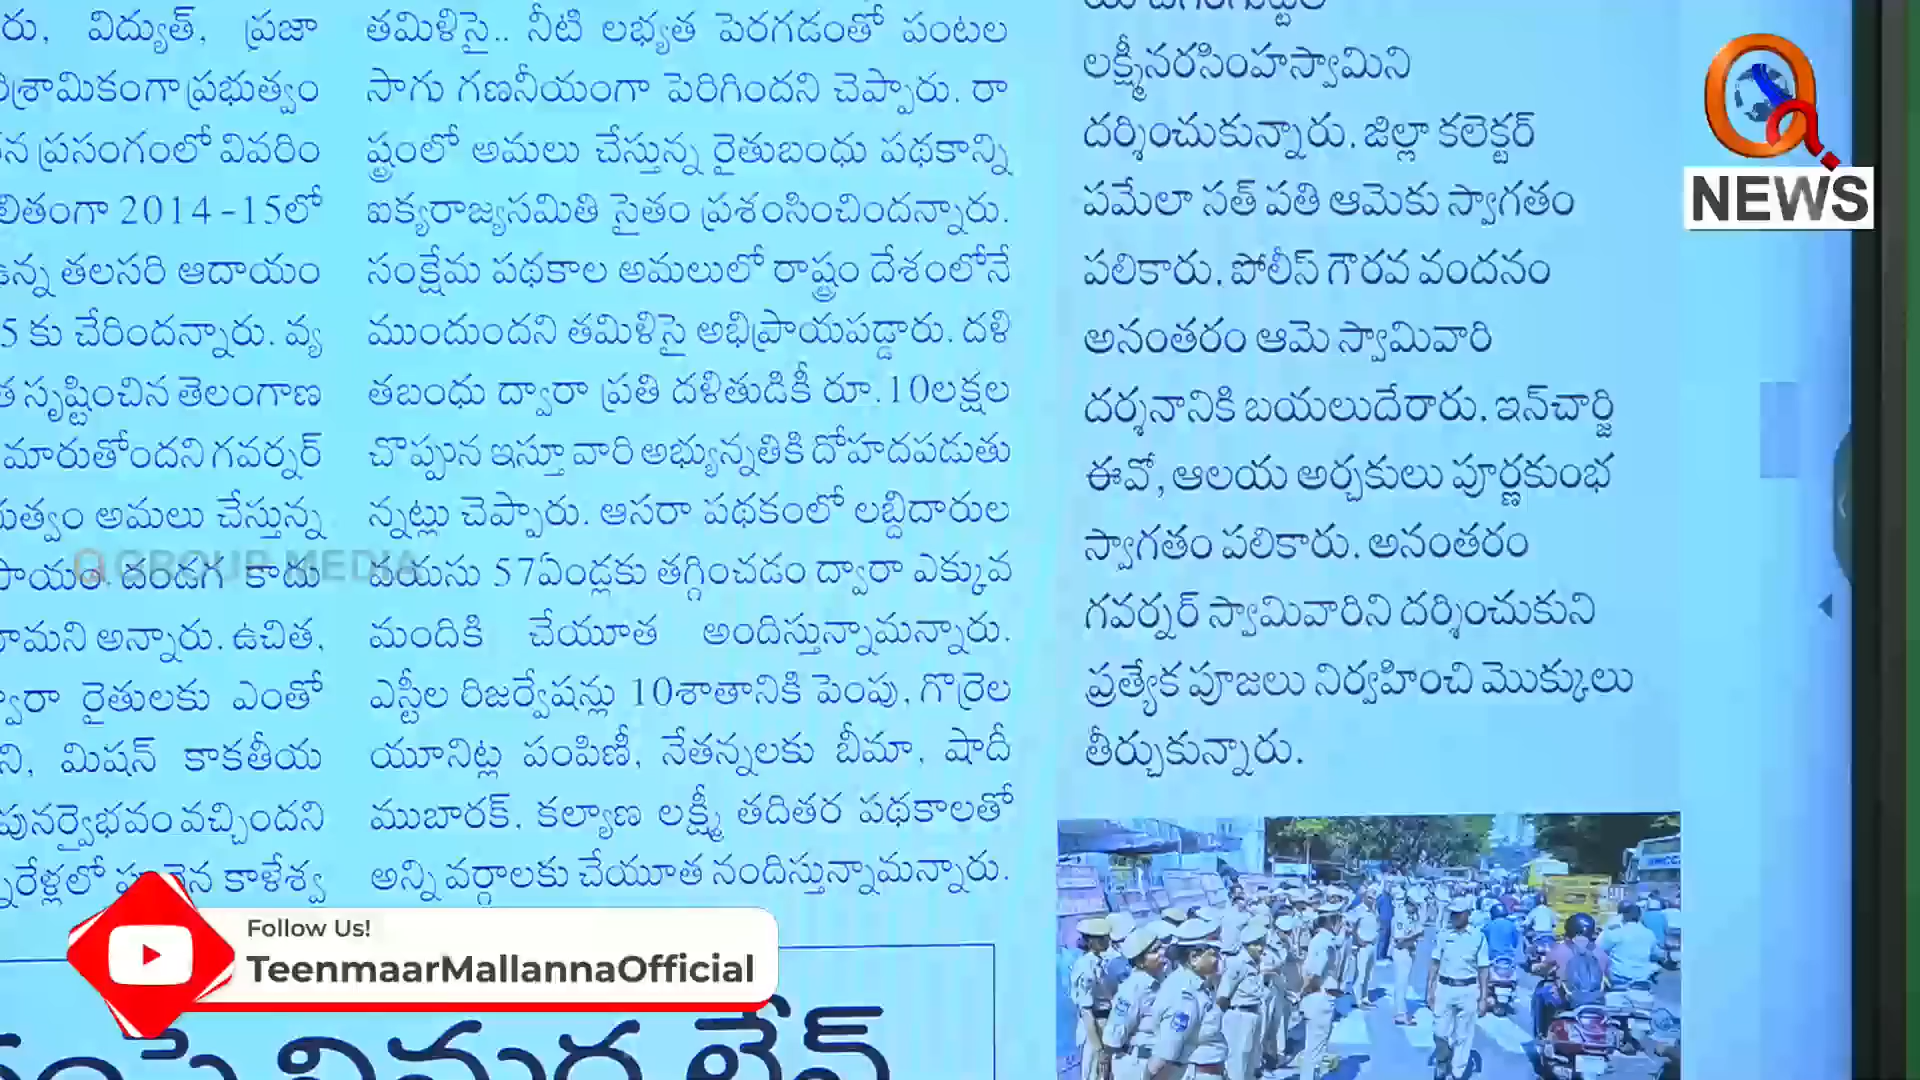 రు, విద్యుత్, ప్రజా
శ్రామికంగా ప్రభుత్వం
న ప్రసంగంలో వివరిం
లితంగా 2014-15లో
ఉన్న తలసరి ఆదాయం
5 కు చేరిందన్నారు. వ్య
త సృష్టించిన తెలంగాణ
మారుతోందని గవర్నర్
అమలు చేస్తున్న
దండగ కాదు
అన్నారు. ఉచిత,
రైతులకు ఎంతో
ని, మిషన్ కాకతీయ
పునర్వైభవం వచ్చిందని
కాళేశ్వ
తమిళిసై.. నీటి లభ్యత పెరగడంతో పంటల
సాగు గణనీయంగా పెరిగిందని చెప్పారు. రా
ష్ట్రంలో అమలు చేస్తున్న రైతుబంధు పథకాన్ని
ఐక్యరాజ్యసమితి సైతం ప్రశంసించిందన్నారు.
సంక్షేమ పథకాల అమలులో రాష్ట్రం దేశంలోనే
ముందుందని తమిళిసై అభిప్రాయపడ్డారు. దళి
తబంధు ద్వారా ప్రతి దళితుడికీ రూ.10లక్షల
చొప్పున ఇస్తూ వారి అభ్యున్నతికి దోహదపడుతు
న్నట్లు చెప్పారు. ఆసరా పథకంలో లబ్ధిదారుల
వయసు 57ఏండ్లకు తగ్గించడం ద్వారా ఎక్కువ
మందికి చేయూత అందిస్తున్నామన్నారు.
ఎస్టీల రిజర్వేషన్లు 10శాతానికి పెంపు, గొర్రెల
యూనిట్ల పంపిణీ, నేతన్నలకు బీమా, షాదీ
ముబారక్, కల్యాణ లక్ష్మీ తదితర పథకాలతో
అన్ని వర్గాలకు చేయూత నందిస్తున్నామన్నారు.
లక్ష్మీనరసింహస్వామిని
దర్శించుకున్నారు. జిల్లా కలెక్టర్
పమేలా సత్ పతి ఆమెకు స్వాగతం
పలికారు. పోలీస్ గౌరవ వందనం
అనంతరం ఆమె స్వామివారి
దర్శనానికి బయలుదేరారు. ఇన్‌చార్జి
ఈవో, ఆలయ అర్చకులు పూర్ణకుంభ
స్వాగతం పలికారు. అనంతరం
గవర్నర్ స్వామివారిని దర్శించుకుని
ప్రత్యేక పూజలు నిర్వహించి మొక్కులు
తీర్చుకున్నారు.
Q NEWS
Q GROUP MEDIA
Follow Us!
TeenmaarMallannaOfficial